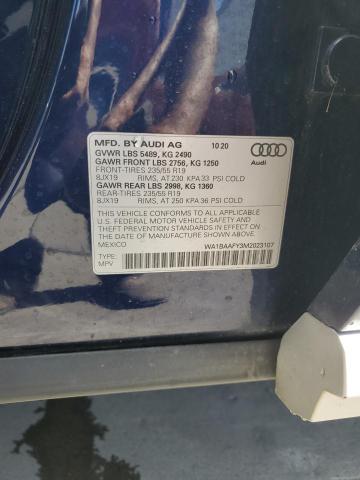 MFD. BY AUDI AG 10 20
GVWR LBS 5489, KG 2490
GAWR FRONT LBS 2756, KG 1250
FRONT-TIRES 235/55 R19
8JX19 RIMS, AT 230 KPA 33 PSI COLD
GAWR REAR LBS 2998, KG 1360
REAR-TIRES 235/55 R19
8JX19 RIMS, AT 250 KPA 36 PSI COLD
Audi
THIS VEHICLE CONFORMS TO ALL APPLICABLE
U.S. FEDERAL MOTOR VEHICLE SAFETY AND
THEFT PREVENTION STANDARDS IN EFFECT ON
THE DATE OF MANUFACTURE SHOWN ABOVE.
MEXICO WA1BAAFY3M2023107
TYPE:
MPV